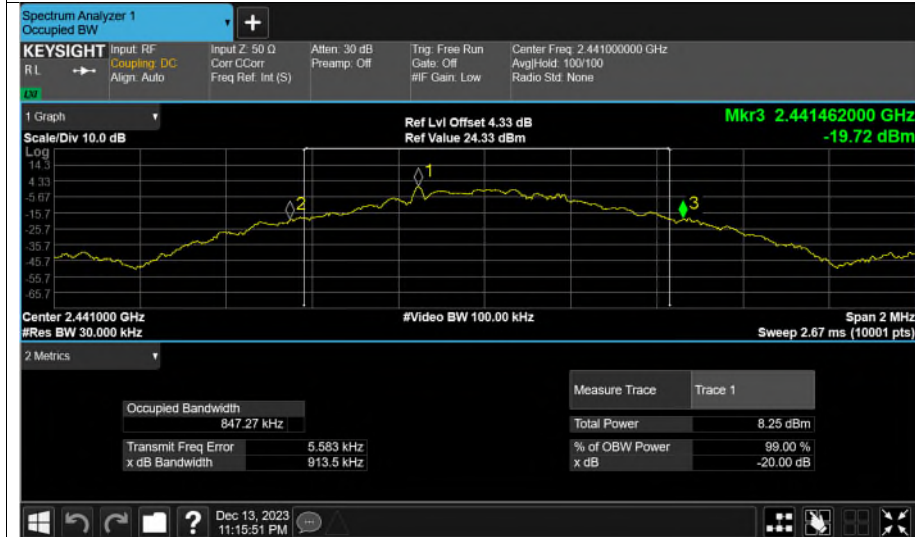 Spectrum Analyzer 1
Occupied BW
+
KEYSIGHT
RL
LXI
Input: RF
Coupling: DC
Align: Auto
Input Z: 50 Ω
Corr CCorr
Freq Ref: Int (S)
Atten: 30 dB
Preamp: Off
Trig: Free Run
Gate: Off
#IF Gain: Low
Center Freq: 2.441000000 GHz
Avg|Hold: 100/100
Radio Std: None
1 Graph
Scale/Div 10.0 dB
Ref Lvl Offset 4.33 dB
Ref Value 24.33 dBm
Mkr3 2.441462000 GHz
-19.72 dBm
Log
14.3
4.33
-5.67
-15.7
-25.7
-35.7
-45.7
-55.7
-65.7
1
2
3
Center 2.441000 GHz
#Res BW 30.000 kHz
#Video BW 100.00 kHz
Span 2 MHz
Sweep 2.67 ms (10001 pts)
2 Metrics
Occupied Bandwidth
847.27 kHz
Transmit Freq Error 5.583 kHz
x dB Bandwidth 913.5 kHz
Measure Trace Trace 1
Total Power 8.25 dBm
% of OBW Power 99.00 %
x dB -20.00 dB
?
Dec 13, 2023
11:15:51 PM